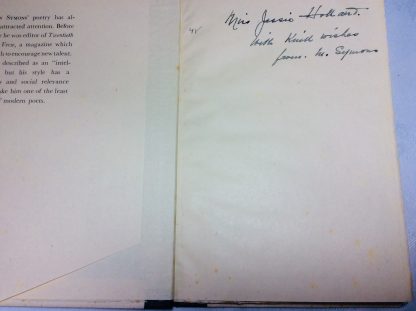 N SYMONS' poetry has al-
attracted attention. Before
he was editor of Twentieth
Verse, a magazine which
h to encourage new talent.
described as an "intel-
but his style has a
y and social relevance
ake him one of the least
modern poets.
Miss Jessie Holland.
With Kind wishes
from. M. Symons